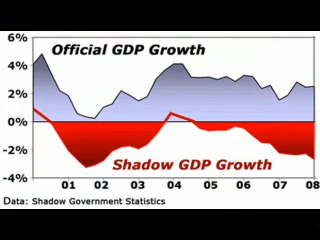 6%
Official GDP Growth
4%
2%
0%
-2%
Shadow GDP Growth
-4%
01 02 03 04 05 06 07 08
Data: Shadow Government Statistics